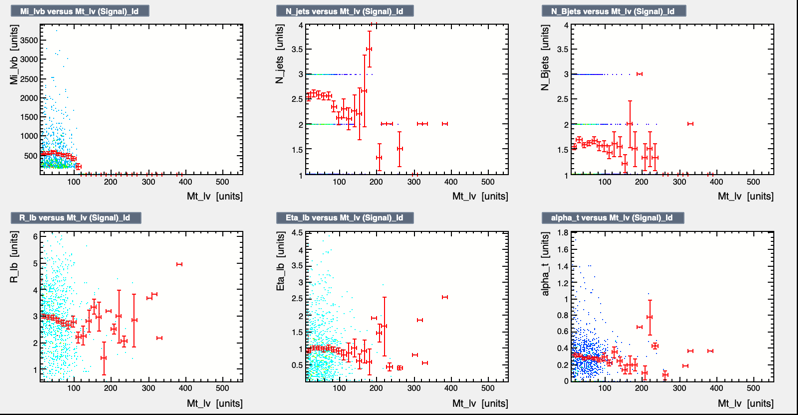 Mi_lvb versus Mt_lv (Signal)_ld
N_jets versus Mt_lv (Signal)_ld
N_Bjets versus Mt_lv (Signal)_ld
Mi_lvb [units]
3500
3000
2500
2000
1500
1000
500
100 200 300 400 500
Mt_lv [units]
N_jets [units]
4
3.5
3
2.5
2
1.5
1
100 200 300 400 500
Mt_lv [units]
N_Bjets [units]
4
3.5
3
2.5
2
1.5
1
100 200 300 400 500
Mt_lv [units]
R_lb versus Mt_lv (Signal)_ld
Eta_lb versus Mt_lv (Signal)_ld
alpha_t versus Mt_lv (Signal)_ld
R_lb [units]
6
5
4
3
2
1
100 200 300 400 500
Mt_lv [units]
Eta_lb [units]
4.5
4
3.5
3
2.5
2
1.5
1
0.5
100 200 300 400 500
Mt_lv [units]
alpha_t [units]
1.8
1.6
1.4
1.2
1
0.8
0.6
0.4
0.2
0
100 200 300 400 500
Mt_lv [units]